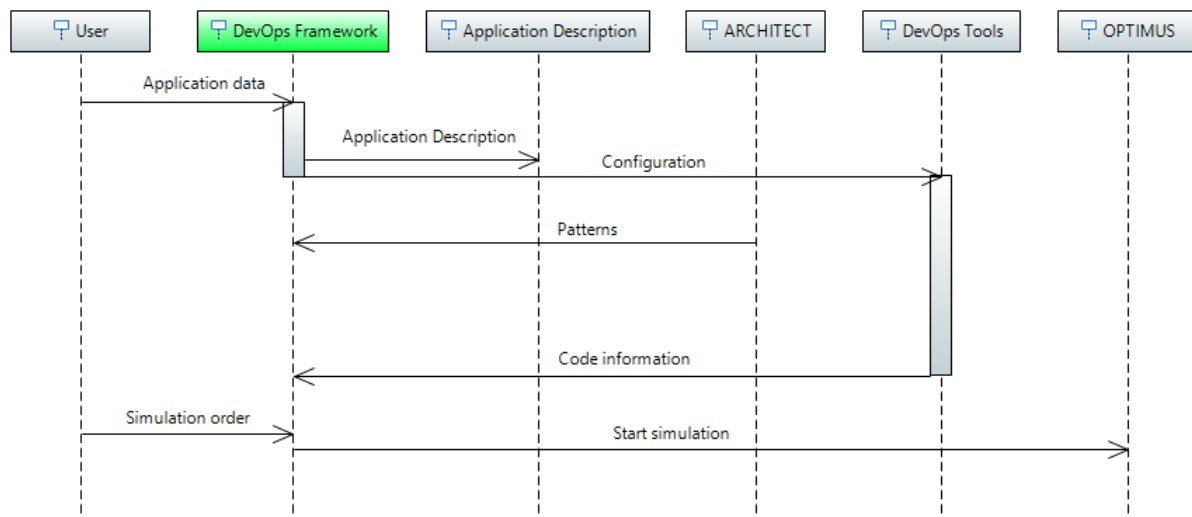 User
DevOps Framework
Application Description
ARCHITECT
DevOps Tools
OPTIMUS
Application data
Application Description
Configuration
Patterns
Code information
Simulation order
Start simulation